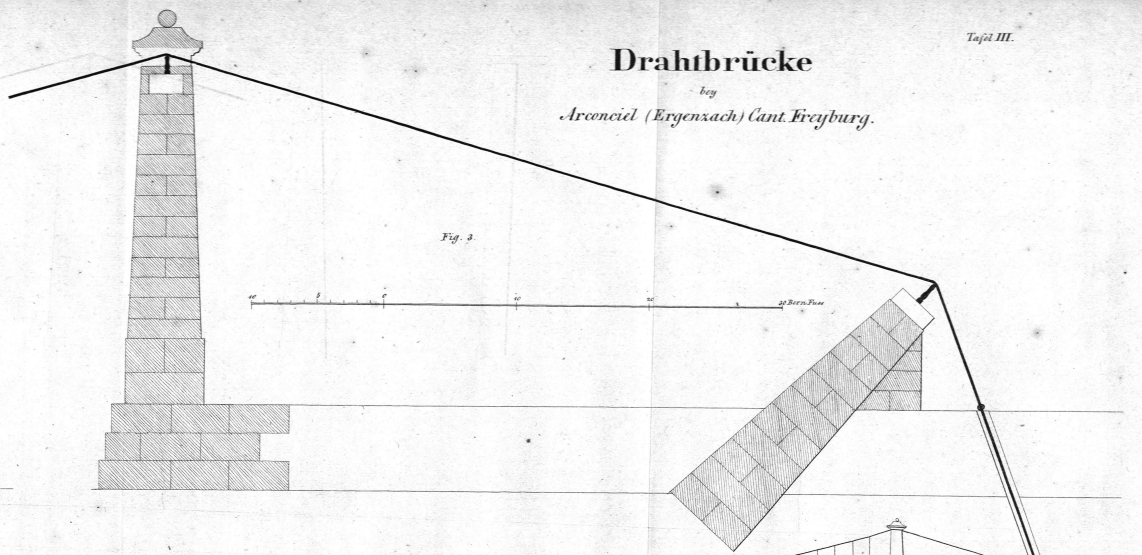 Tafel III.
Drahtbrücke
bey
Arconciel (Ergenzach) Cant. Freyburg.
Fig. 3.
10 5 0 10 20 30 Bern. Fuss